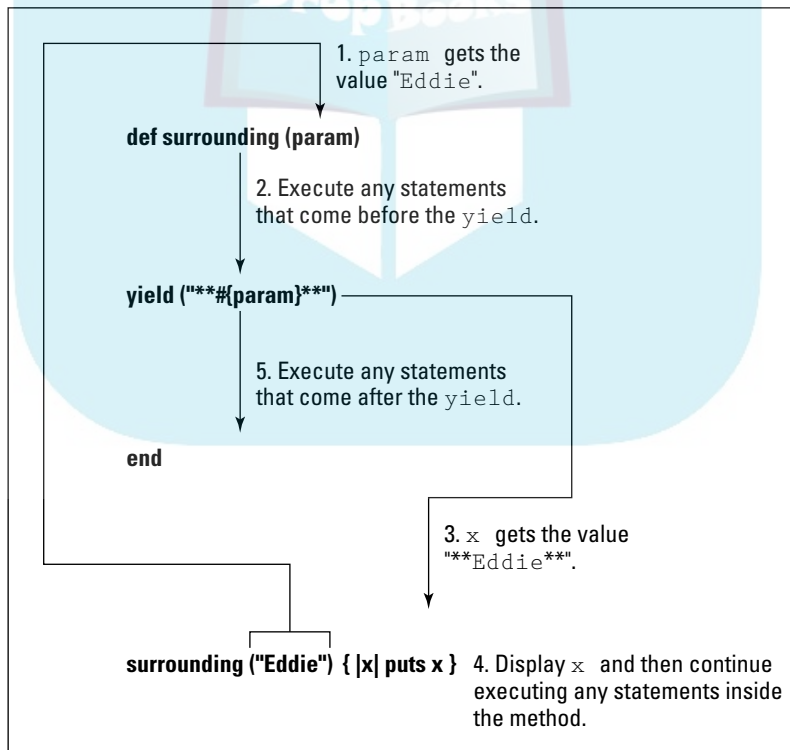 Drop Books
1. param gets the
value "Eddie".
def surrounding (param)
2. Execute any statements
that come before the yield.
yield ("**#{param}**")
5. Execute any statements
that come after the yield.
end
3. x gets the value
"**Eddie**".
surrounding ("Eddie") { |x| puts x }
4. Display x and then continue
executing any statements inside
the method.